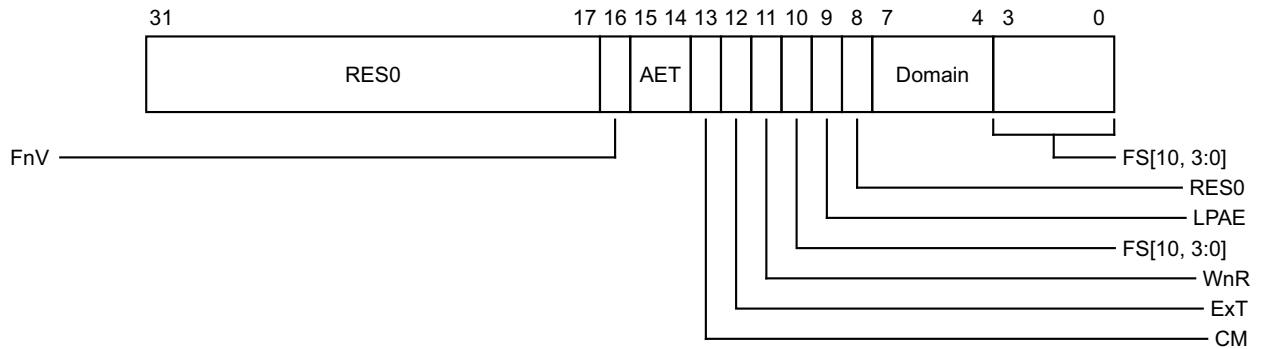 31 17 16 15 14 13 12 11 10 9 8 7 4 3 0
RES0 AET Domain
FnV FS[10, 3:0]
RES0
LPAE
FS[10, 3:0]
WnR
ExT
CM